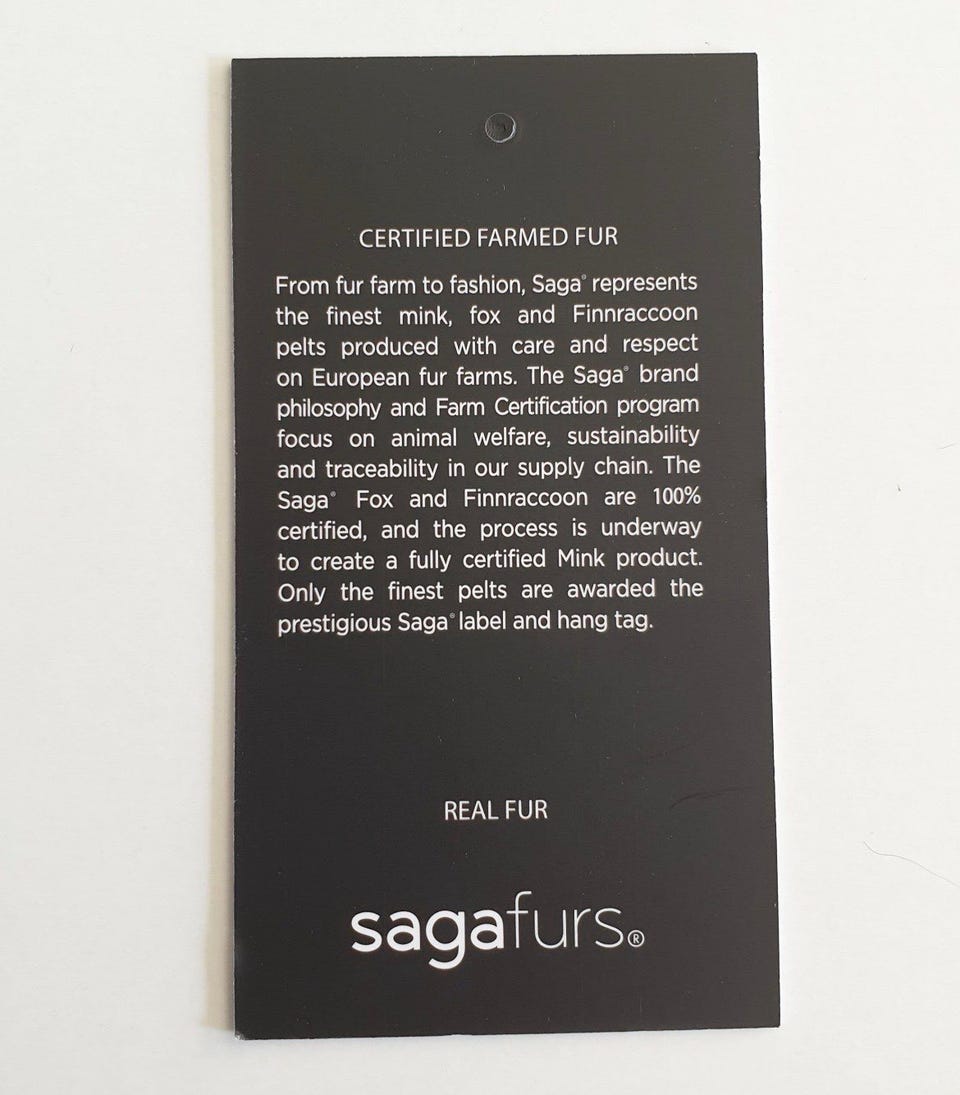 CERTIFIED FARMED FUR
From fur farm to fashion, Saga® represents
the finest mink, fox and Finnraccoon
pelts produced with care and respect
on European fur farms. The Saga® brand
philosophy and Farm Certification program
focus on animal welfare, sustainability
and traceability in our supply chain. The
Saga® Fox and Finnraccoon are 100%
certified, and the process is underway
to create a fully certified Mink product.
Only the finest pelts are awarded the
prestigious Saga® label and hang tag.
REAL FUR
sagafurs®